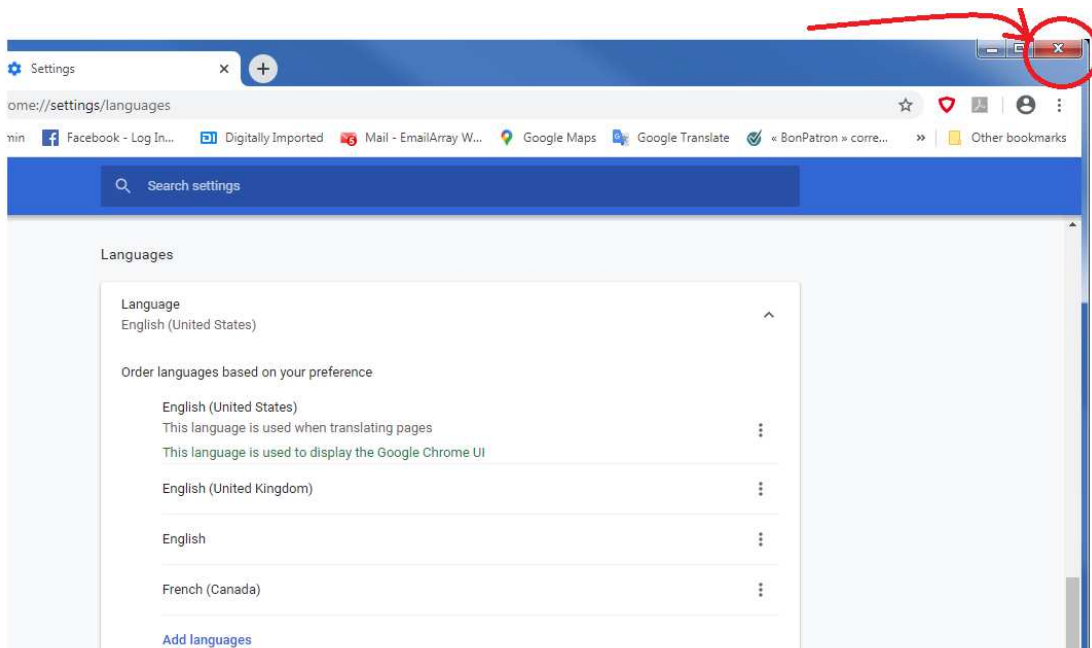 Settings
ome://settings/languages
min Facebook - Log In... DI Digitally Imported 5 Mail - EmailArray W... Google Maps Google Translate « BonPatron » corre... » Other bookmarks
Search settings
Languages
Language
English (United States)
Order languages based on your preference
English (United States)
This language is used when translating pages
This language is used to display the Google Chrome UI
English (United Kingdom)
English
French (Canada)
Add languages